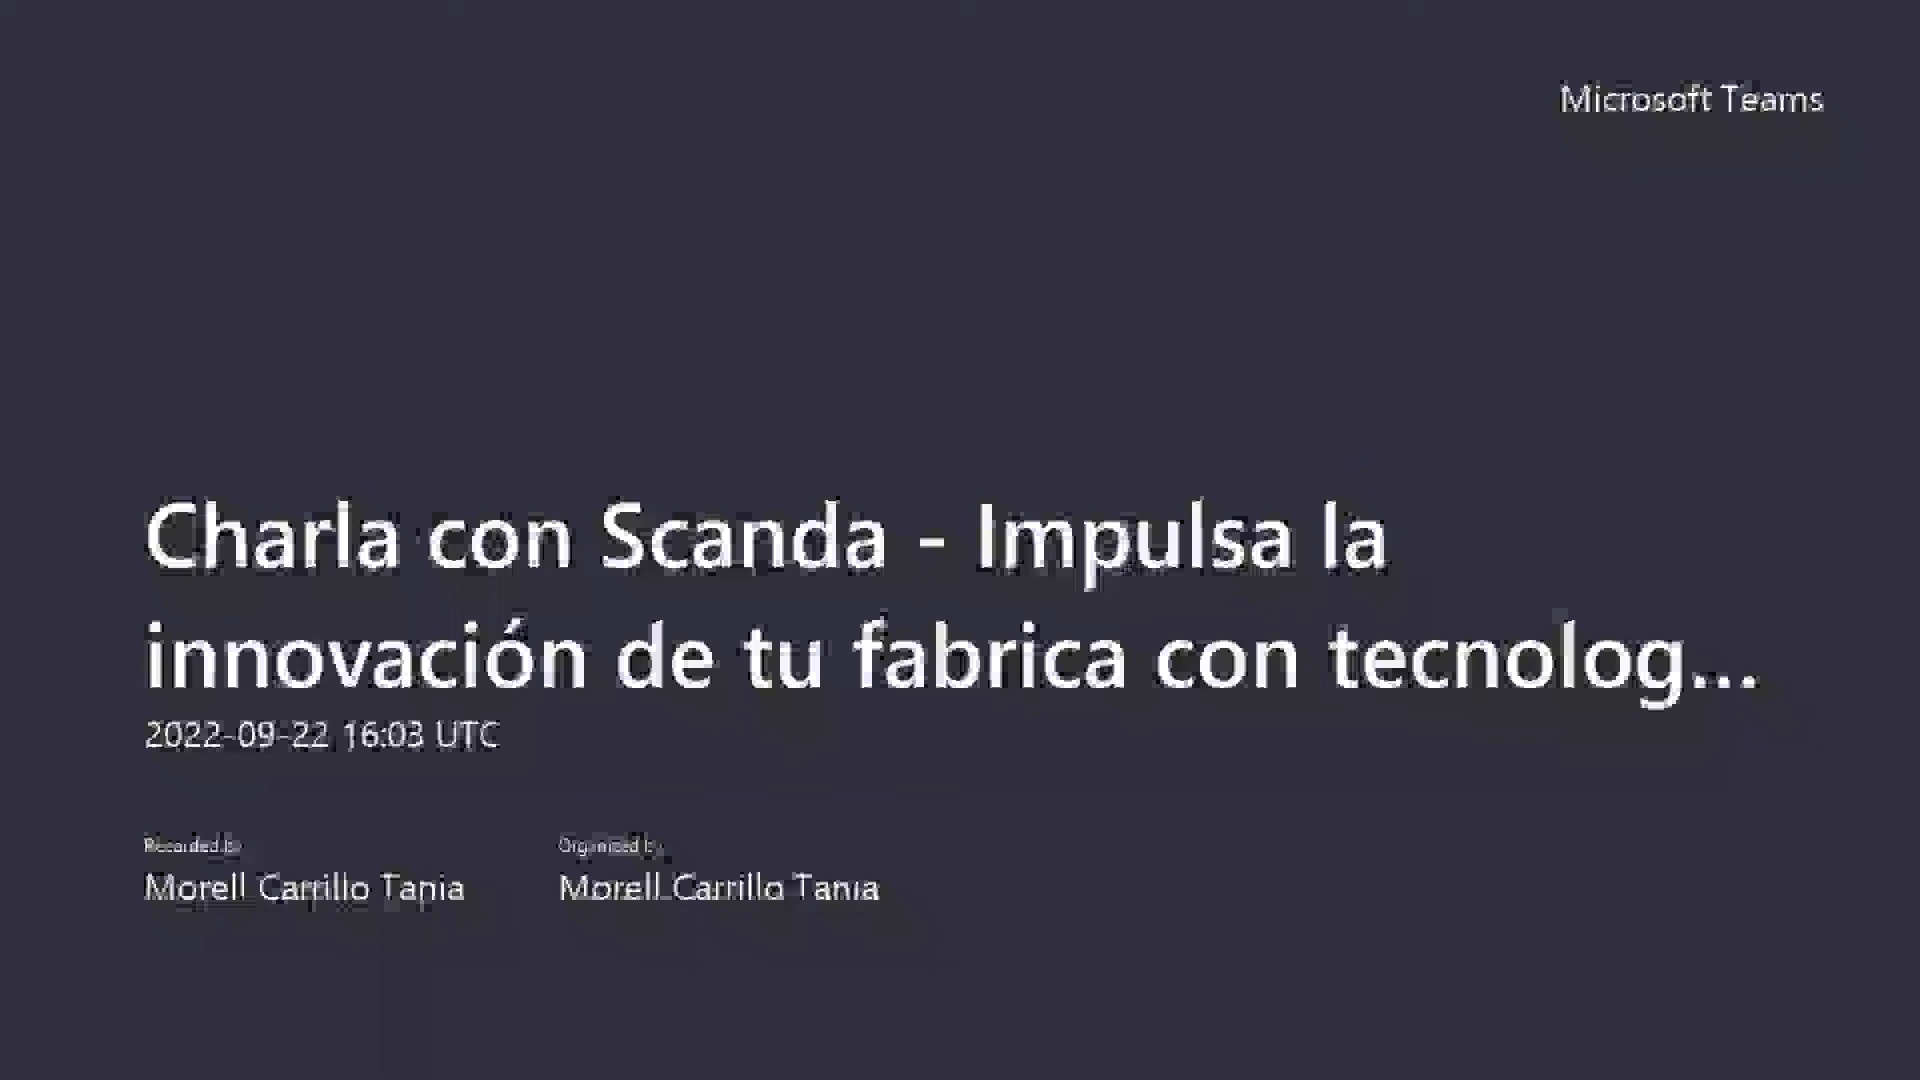 Microsoft Teams
Charla con Scanda - Impulsa la
innovación de tu fabrica con tecnolog...
2022-09-22 16:03 UTC
Recorded by
Organized by
Morell Carrillo Tania
Morell Carrillo Tania